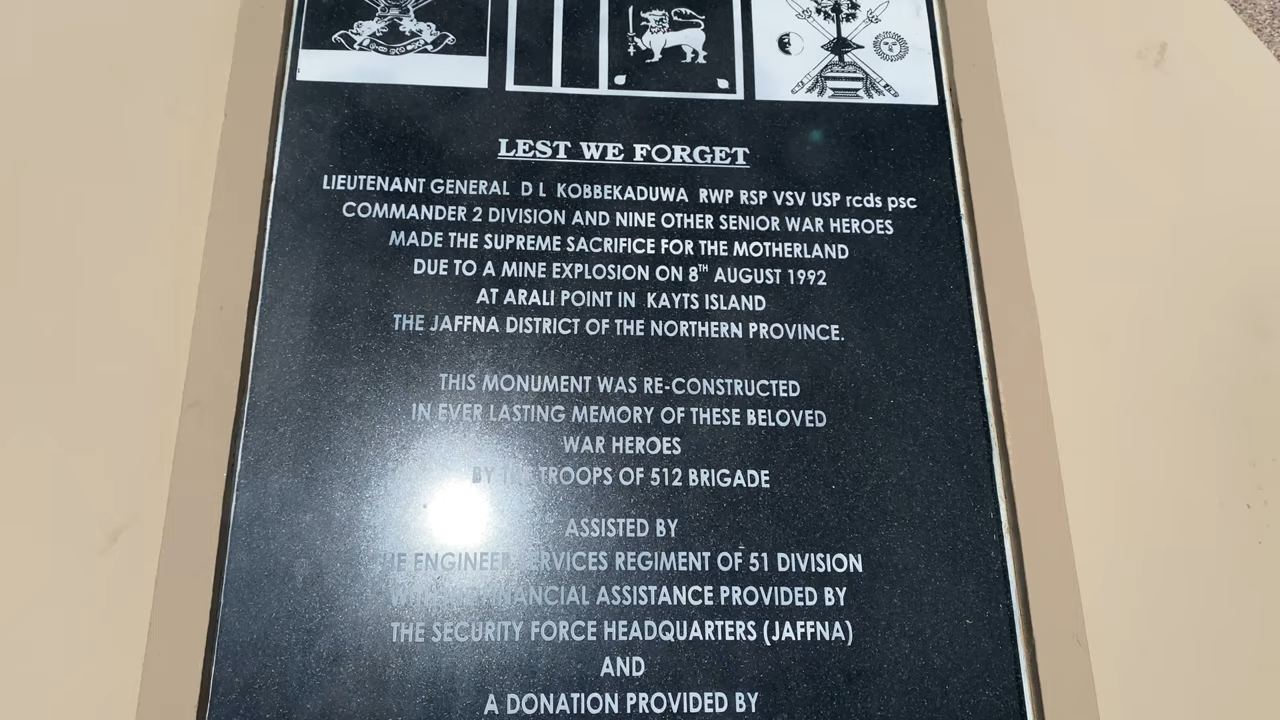 LEST WE FORGET
LIEUTENANT GENERAL D L KOBBEKADUWA RWP RSP VSV USP rcds psc
COMMANDER 2 DIVISION AND NINE OTHER SENIOR WAR HEROES
MADE THE SUPREME SACRIFICE FOR THE MOTHERLAND
DUE TO A MINE EXPLOSION ON 8TH AUGUST 1992
AT ARALI POINT IN KAYTS ISLAND
THE JAFFNA DISTRICT OF THE NORTHERN PROVINCE.
THIS MONUMENT WAS RE-CONSTRUCTED
IN EVER LASTING MEMORY OF THESE BELOVED
WAR HEROES
BY THE TROOPS OF 512 BRIGADE
ASSISTED BY
THE ENGINEER SERVICES REGIMENT OF 51 DIVISION
FINANCIAL ASSISTANCE PROVIDED BY
THE SECURITY FORCE HEADQUARTERS (JAFFNA)
AND
A DONATION PROVIDED BY